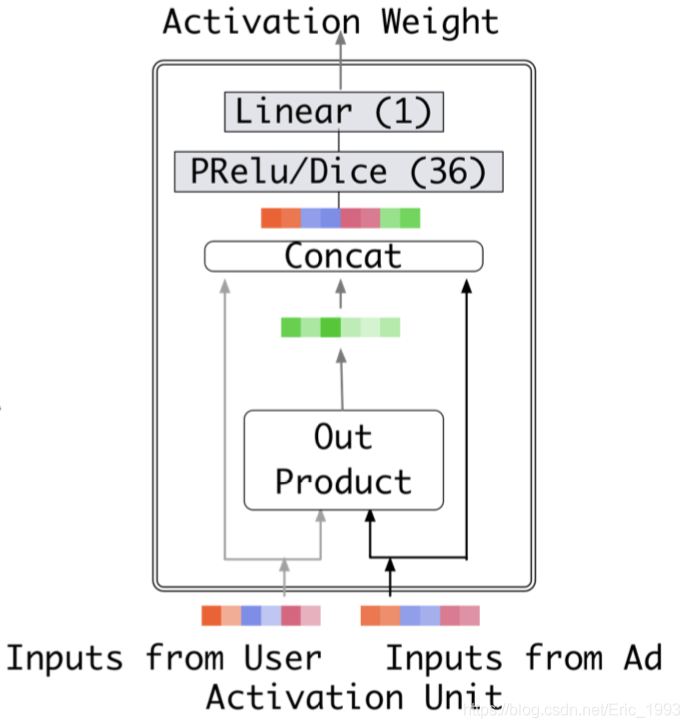 Activation Weight
Linear (1)
PRelu/Dice (36)
Concat
Out
Product
Inputs from User
Inputs from Ad
Activation Unit
https://blog.csdn.net/Eric_1993